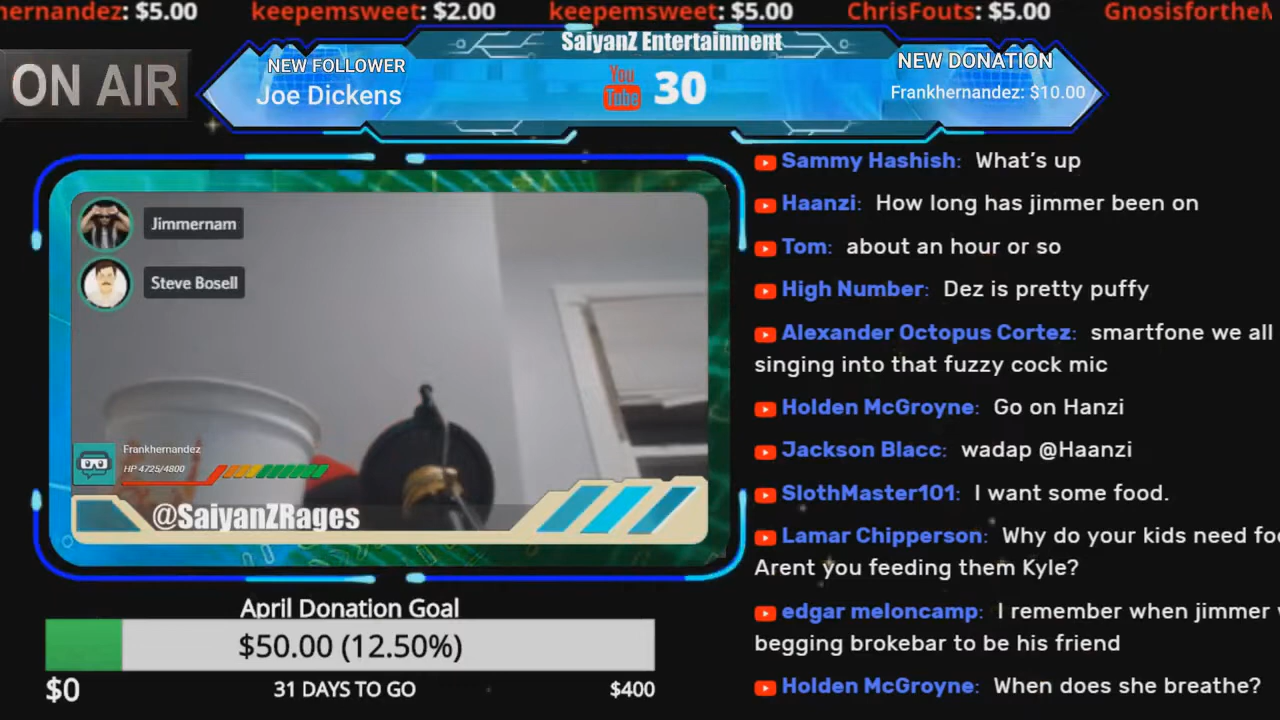 hernandez: $5.00 keepemsweet: $2.00 keepemsweet: $5.00 ChrisFouts: $5.00 Gnosisforthe
SaiyanZ Entertainment
ON AIR
NEW FOLLOWER
Joe Dickens
You Tube 30
NEW DONATION
Frankhernandez: $10.00
Jimmernam
Steve Bosell
Frankhernandez
HP 4725/4800
@SaiyanZRages
April Donation Goal
$50.00 (12.50%)
$0 31 DAYS TO GO $400
Sammy Hashish: What's up
Haanzi: How long has jimmer been on
Tom: about an hour or so
High Number: Dez is pretty puffy
Alexander Octopus Cortez: smartfone we all
singing into that fuzzy cock mic
Holden McGroyne: Go on Hanzi
Jackson Blacc: wadap @Haanzi
SlothMaster101: I want some food.
Lamar Chipperson: Why do your kids need foo
Arent you feeding them Kyle?
edgar meloncamp: I remember when jimmer
begging brokebar to be his friend
Holden McGroyne: When does she breathe?